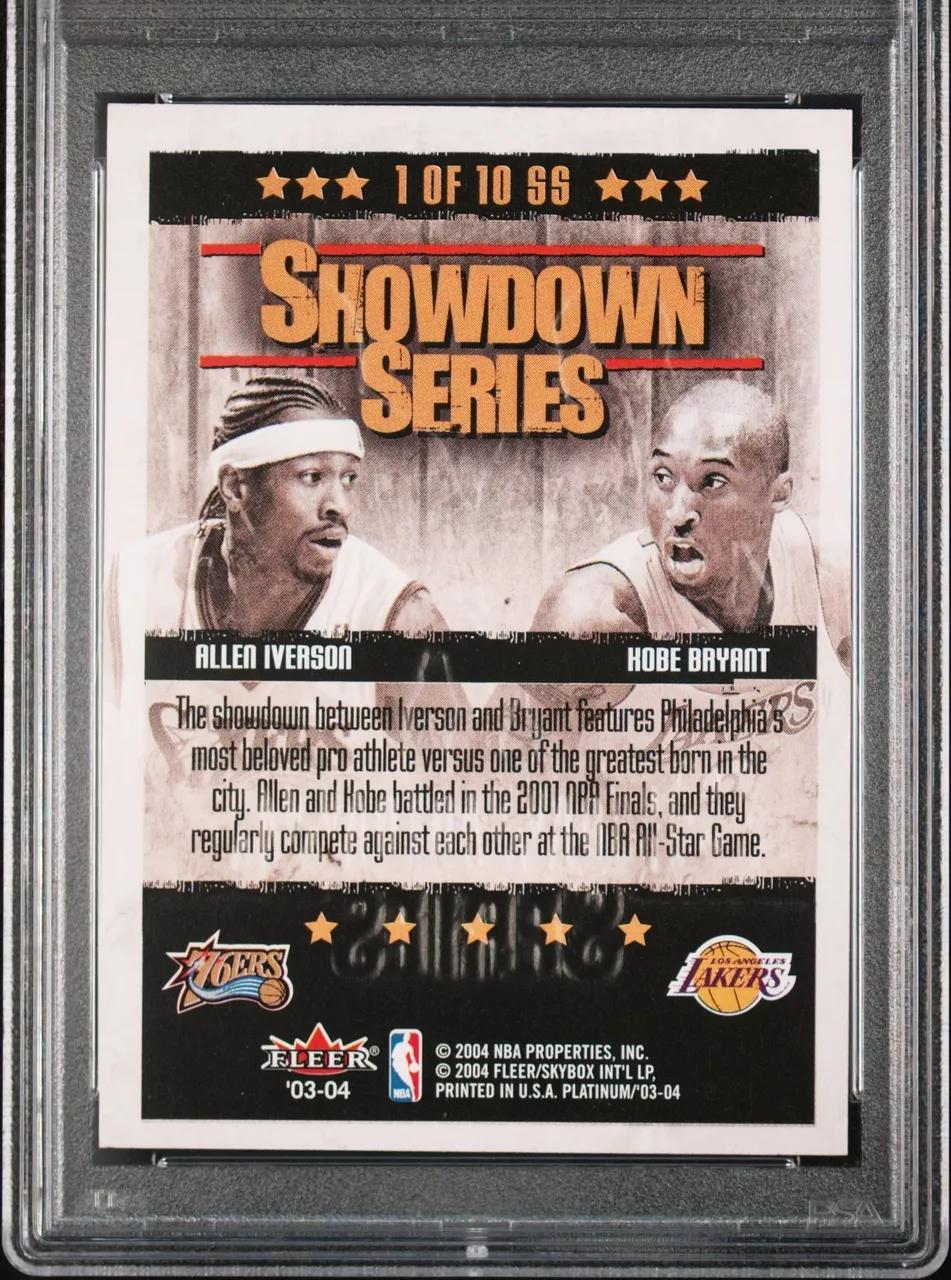 1 OF 10 SS
SHOWDOWN
SERIES
ALLEN IVERSON
KOBE BRYANT
The showdown between Iverson and Bryant features Philadelphia's
most beloved pro athlete versus one of the greatest born in the
city. Allen and Kobe battled in the 2001 NBA Finals, and they
regularly compete against each other at the NBA All-Star Game.
76ERS
LOS ANGELES
LAKERS
FLEER®
'03-04
NBA
© 2004 NBA PROPERTIES, INC.
© 2004 FLEER/SKYBOX INT'L LP,
PRINTED IN U.S.A. PLATINUM/'03-04
PSA